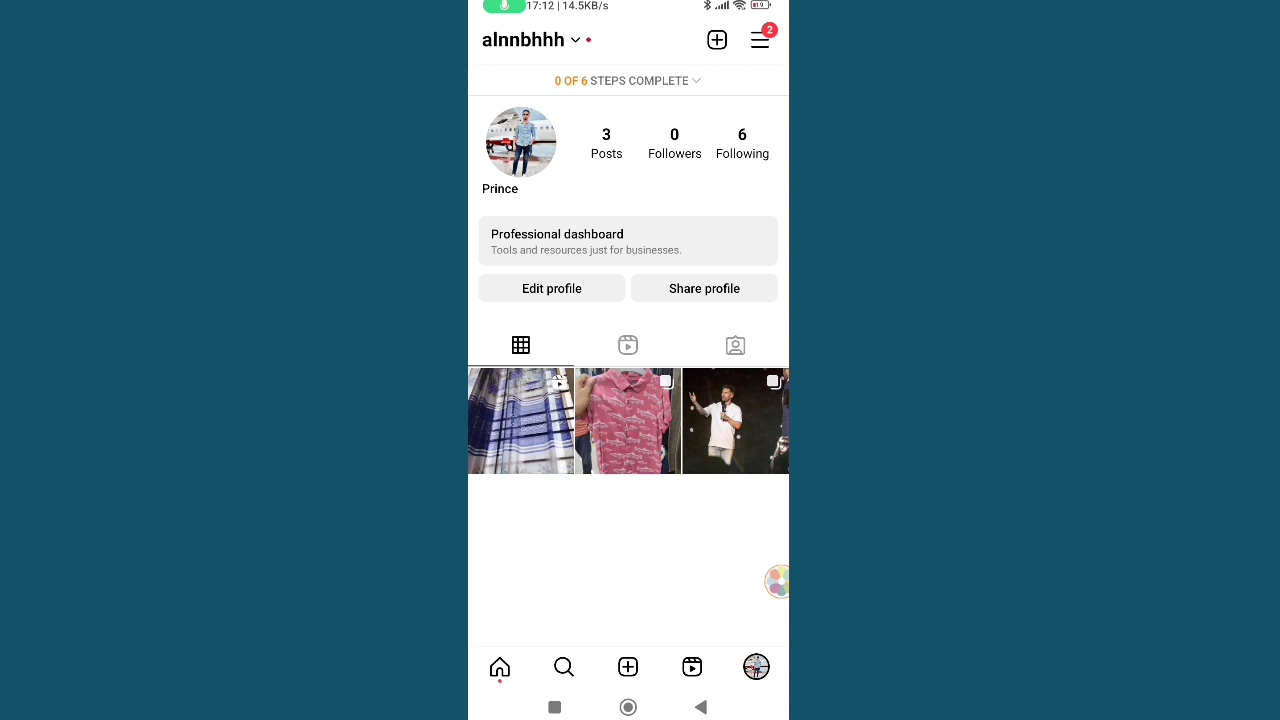 17:12 | 14.5KB/s
19
alnnbhhh
2
0 OF 6 STEPS COMPLETE
3
Posts
0
Followers
6
Following
Prince
Professional dashboard
Tools and resources just for businesses.
Edit profile
Share profile